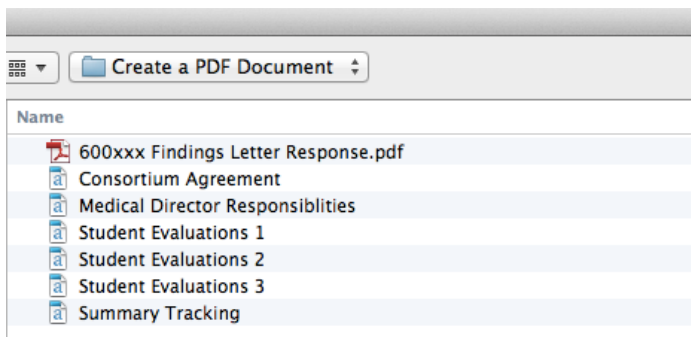 Create a PDF Document
Name
600xxx Findings Letter Response.pdf
Consortium Agreement
Medical Director Responsiblities
Student Evaluations 1
Student Evaluations 2
Student Evaluations 3
Summary Tracking